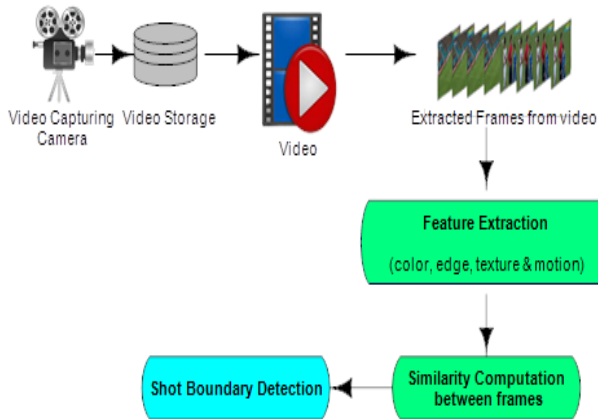 Video Capturing
Camera
Video Storage
Video
Extracted Frames from video
Feature Extraction
(color, edge, texture & motion)
Similarity Computation
between frames
Shot Boundary Detection